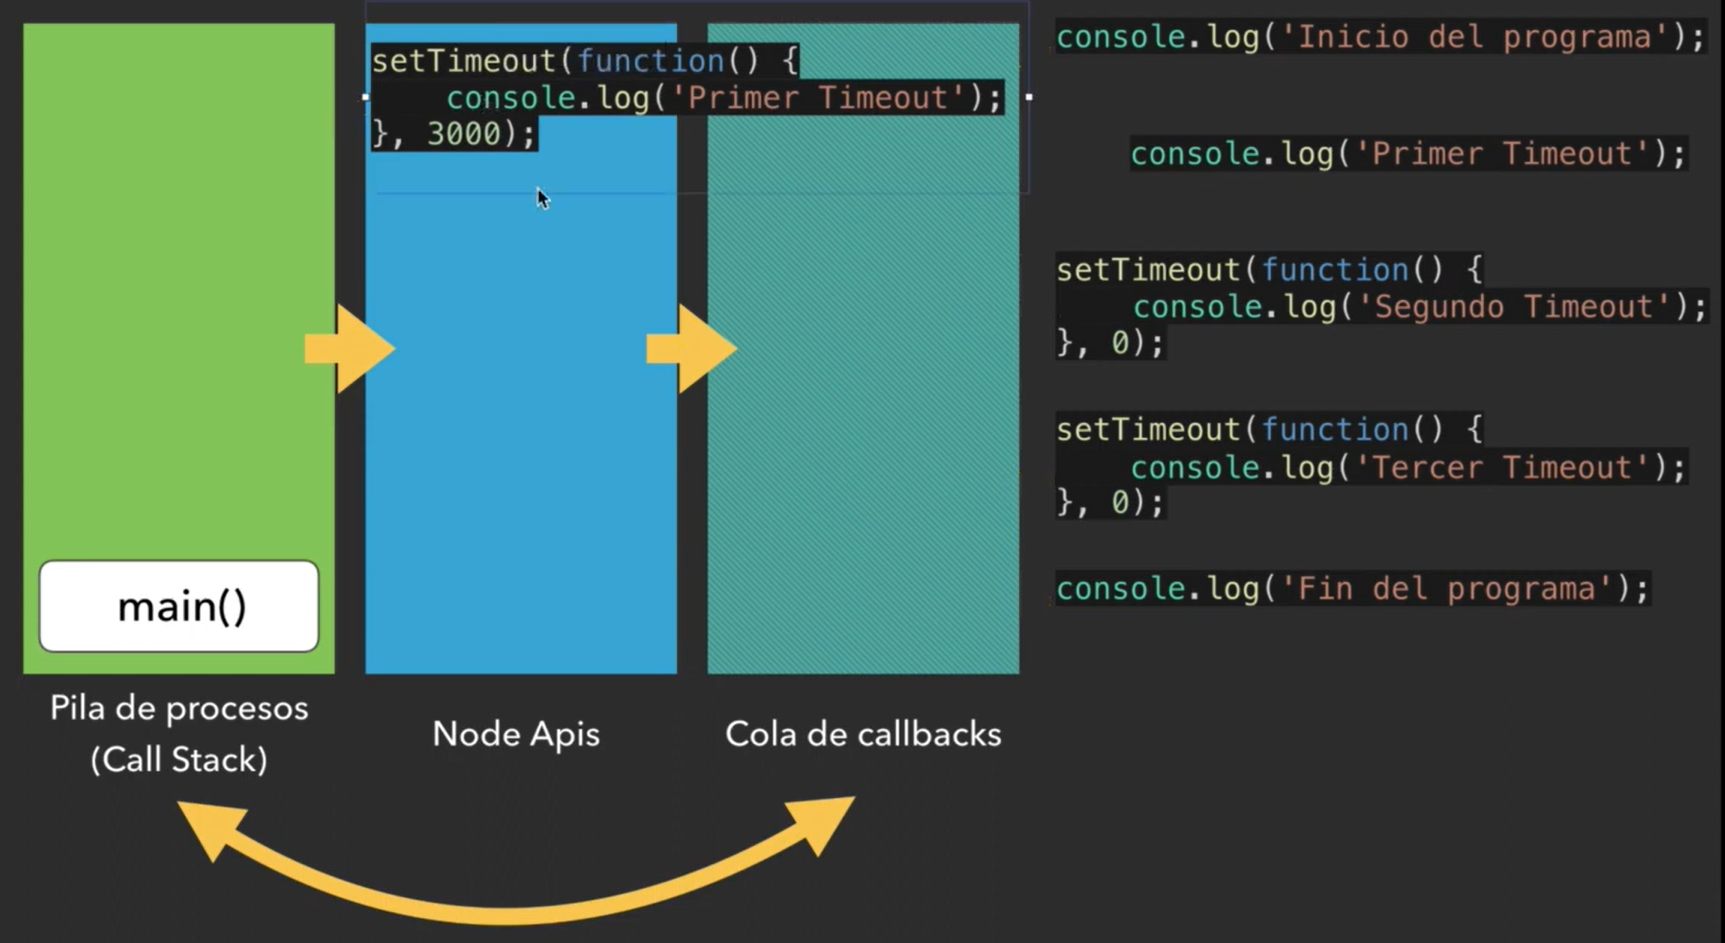 setTimeout(function() {
    console.log('Primer Timeout');
}, 3000);
main()
Pila de procesos
(Call Stack)
Node Apis
Cola de callbacks
console.log('Inicio del programa');
console.log('Primer Timeout');
setTimeout(function() {
    console.log('Segundo Timeout');
}, 0);
setTimeout(function() {
    console.log('Tercer Timeout');
}, 0);
console.log('Fin del programa');